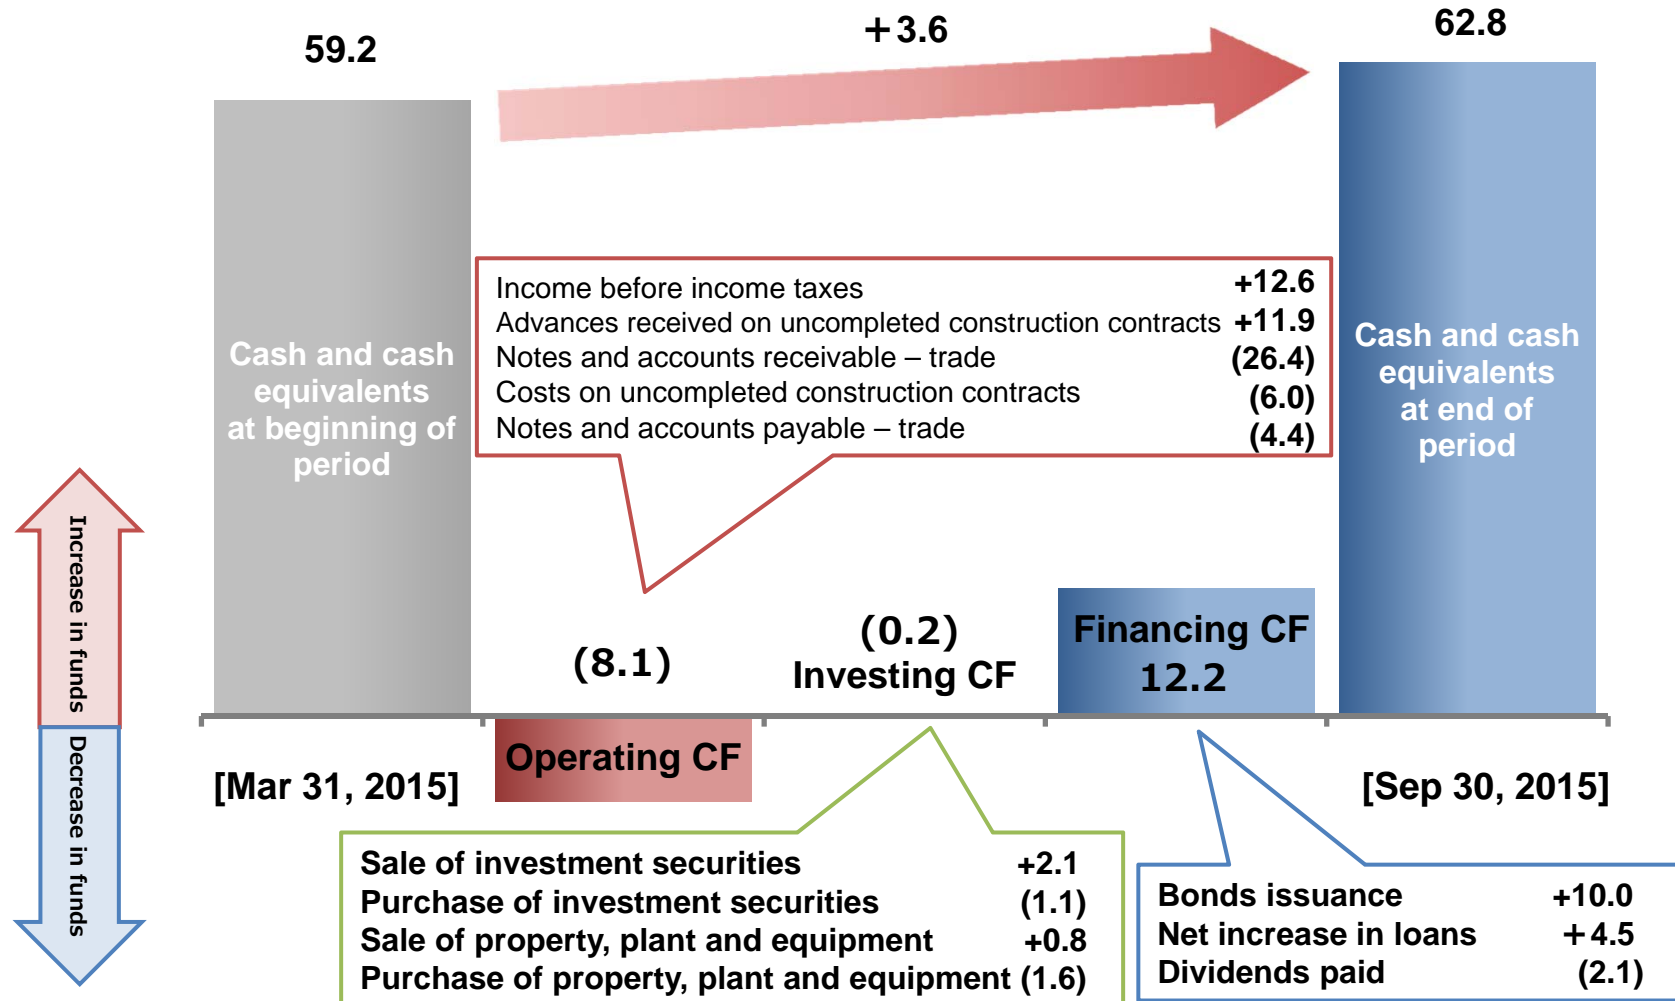 59.2
+3.6
62.8
Income before income taxes +12.6
Advances received on uncompleted construction contracts +11.9
Notes and accounts receivable – trade (26.4)
Costs on uncompleted construction contracts (6.0)
Notes and accounts payable – trade (4.4)
Cash and cash
equivalents
at beginning of
period
Cash and cash
equivalents
at end of
period
Increase in funds
Decrease in funds
(8.1)
Operating CF
(0.2)
Investing CF
Financing CF
12.2
[Mar 31, 2015]
[Sep 30, 2015]
Sale of investment securities +2.1
Purchase of investment securities (1.1)
Sale of property, plant and equipment +0.8
Purchase of property, plant and equipment (1.6)
Bonds issuance +10.0
Net increase in loans +4.5
Dividends paid (2.1)